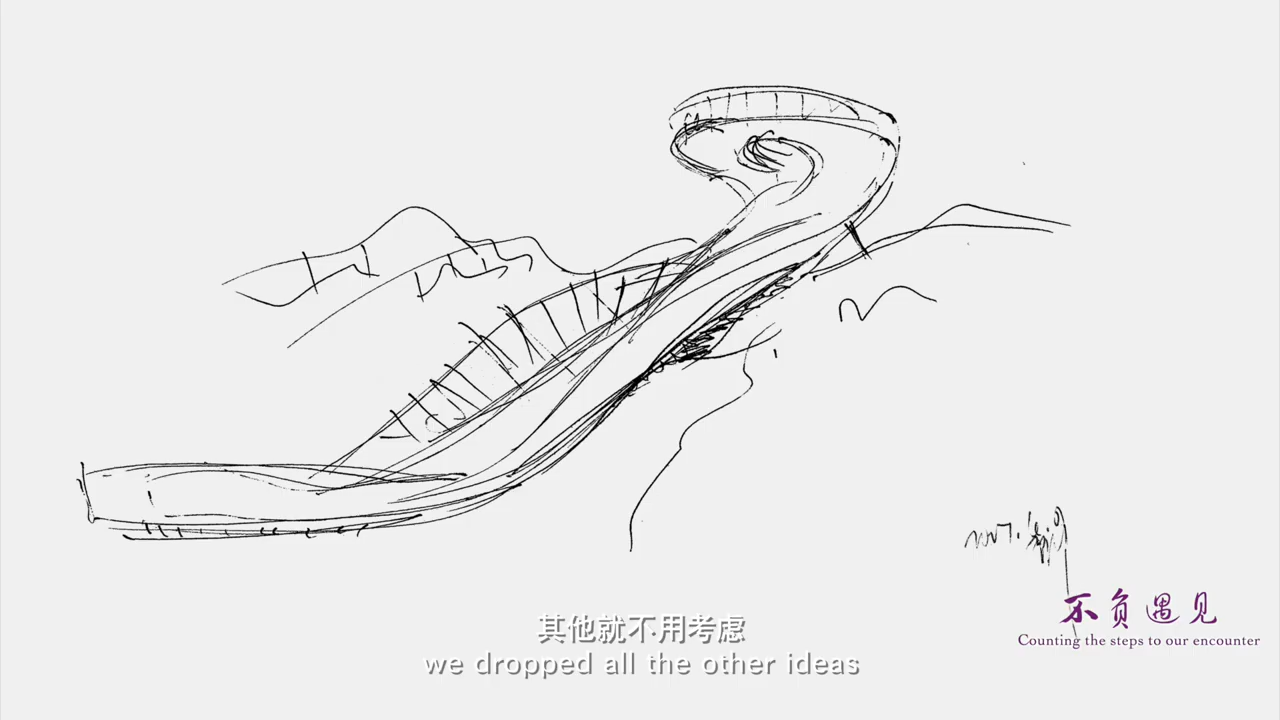 其他就不用考虑
we dropped all the other ideas
不负遇见
Counting the steps to our encounter